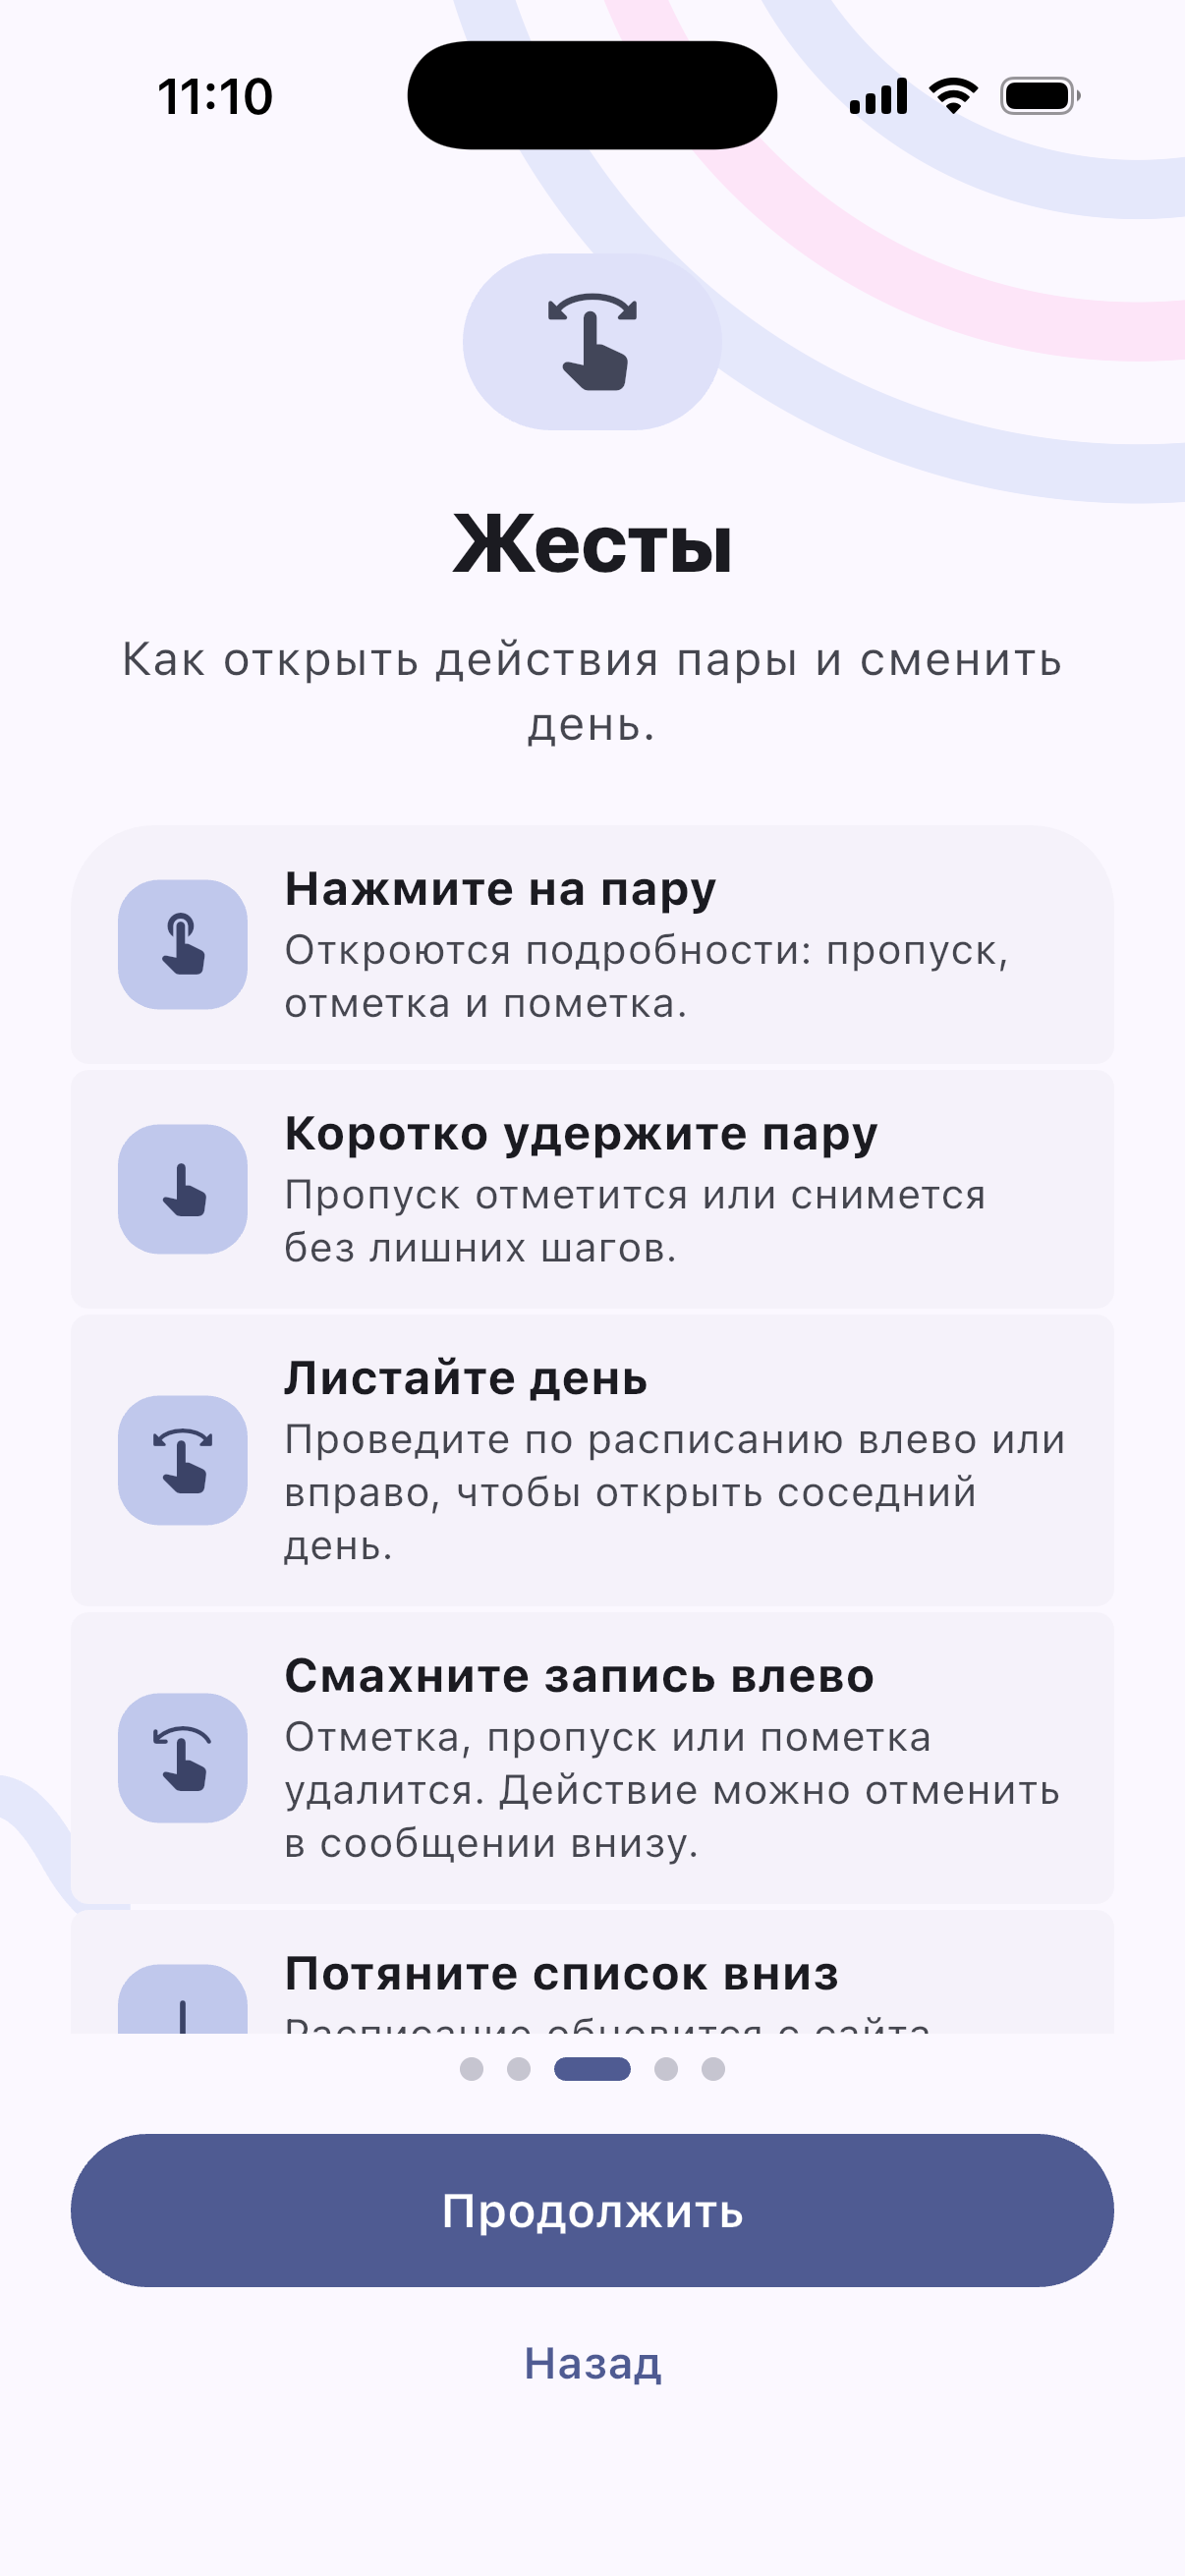 11:10
Жесты
Как открыть действия пары и сменить
день.
Нажмите на пару
Откроются подробности: пропуск,
отметка и пометка.
Коротко удержите пару
Пропуск отметится или снимется
без лишних шагов.
Листайте день
Проведите по расписанию влево или
вправо, чтобы открыть соседний
день.
Смахните запись влево
Отметка, пропуск или пометка
удалится. Действие можно отменить
в сообщении внизу.
Потяните список вниз
Расписание обновится с сайта
Продолжить
Назад